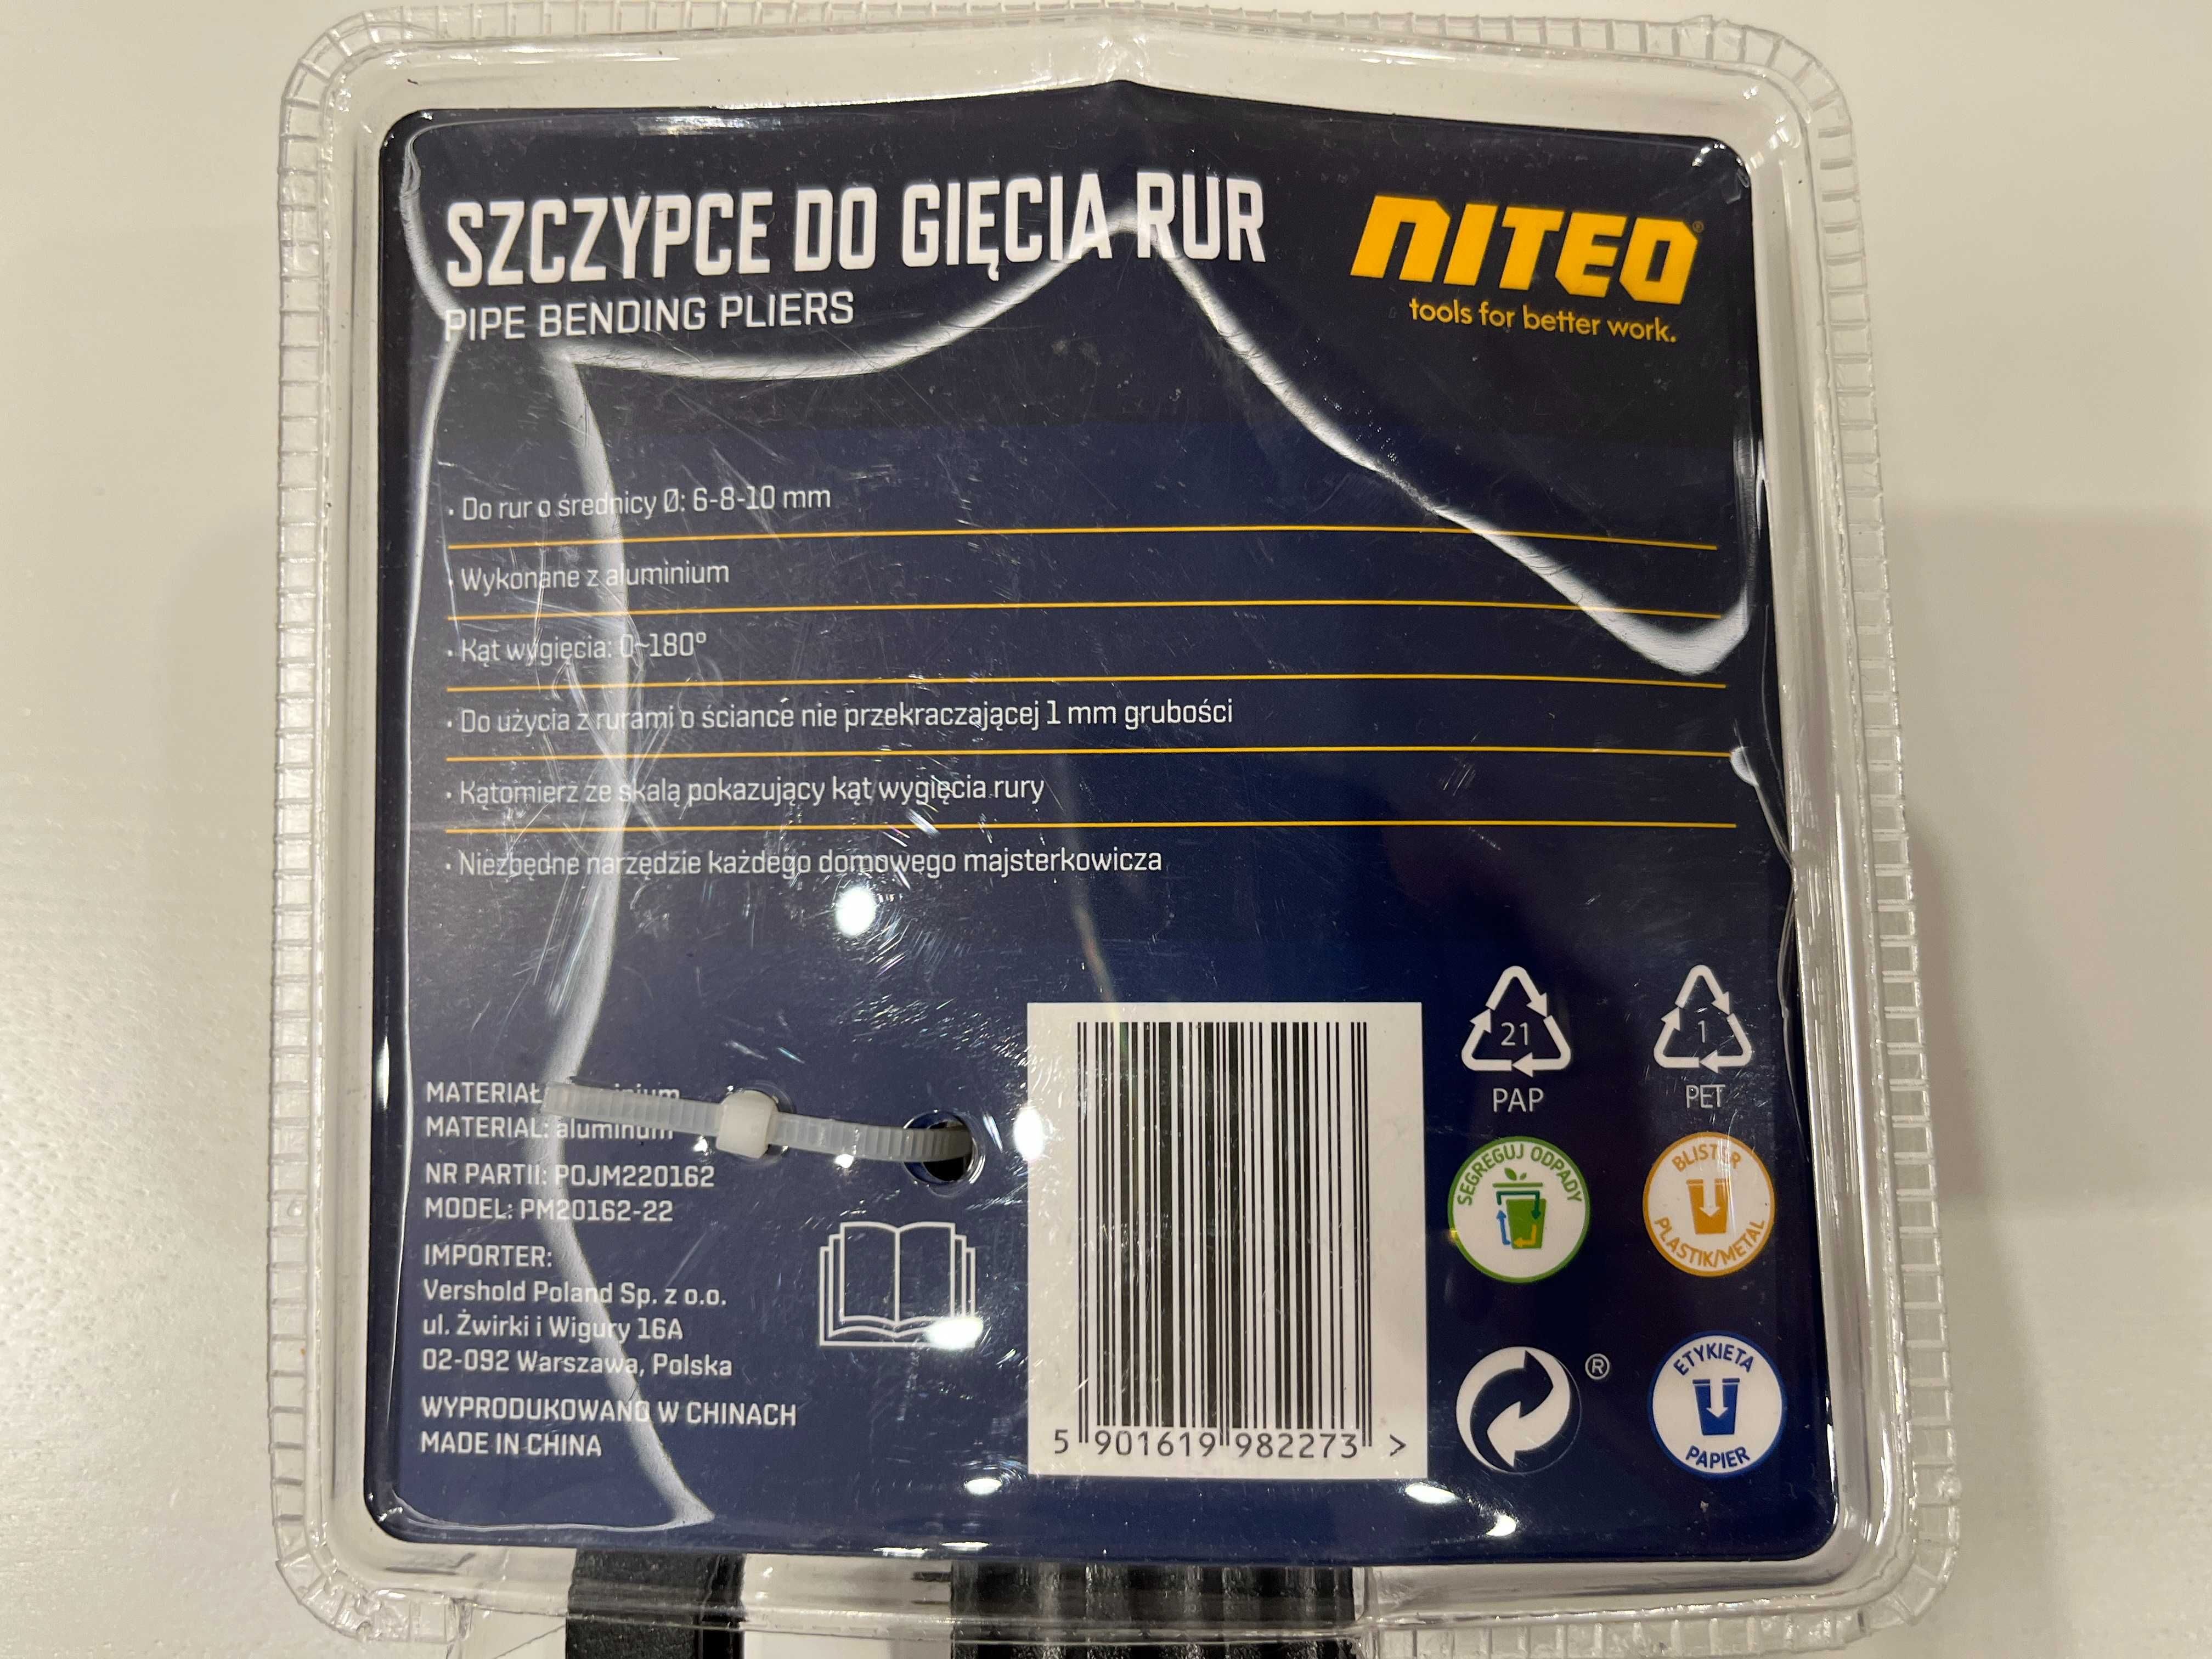 SZCZYPCE DO GIĘCIA RUR
PIPE BENDING PLIERS
NITEO®
tools for better work.
· Do rur o średnicy Ø: 6-8-10 mm
· Wykonane z aluminium
· Kąt wygięcia: 0~180°
· Do użycia z rurami o ściance nie przekraczającej 1 mm grubości
· Kątomierz ze skalą pokazujący kąt wygięcia rury
· Niezbędne narzędzie każdego domowego majsterkowicza
MATERIAŁ
MATERIAL: aluminum
NR PARTII: POJM220162
MODEL: PM20162-22
IMPORTER:
Vershold Poland Sp. z o.o.
ul. Żwirki i Wigury 16A
02-092 Warszawa, Polska
WYPRODUKOWANO W CHINACH
MADE IN CHINA
5 901619 982273 >
21
PAP
1
PET
SEGREGUJ ODPADY
BLISTER
PLASTIK/METAL
®
ETYKIETA
PAPIER